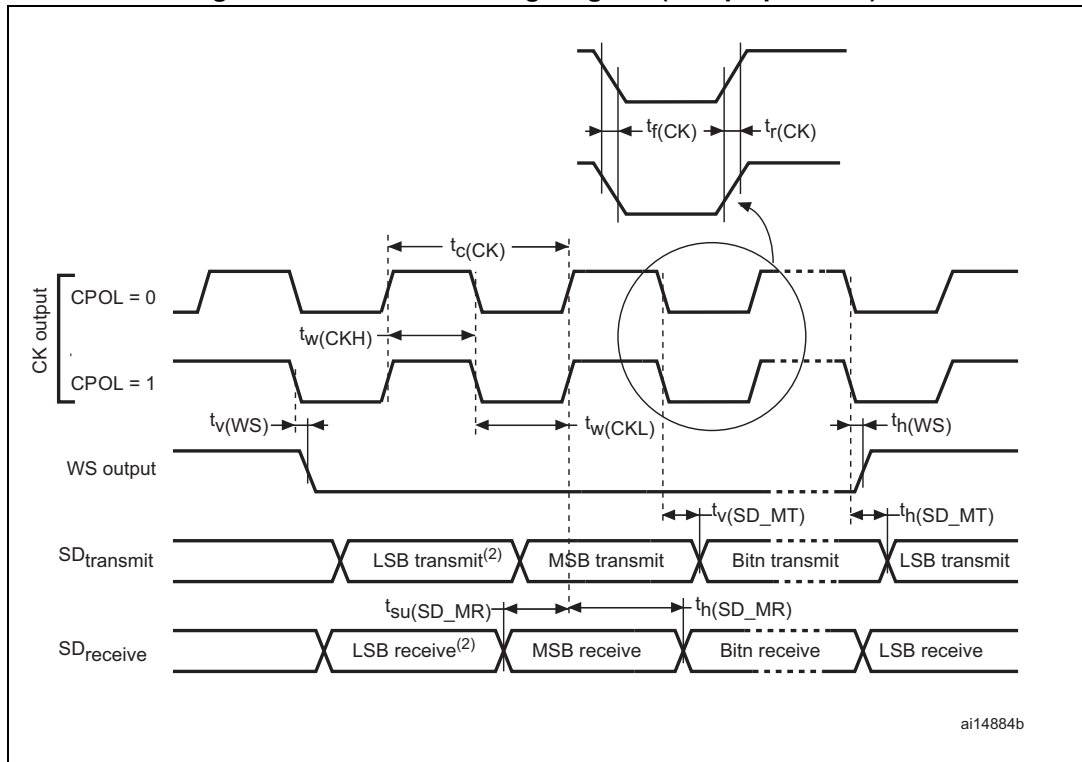 tf(CK)
tr(CK)
tc(CK)
CK output
CPOL = 0
tw(CKH)
CPOL = 1
tv(WS)
tw(CKL)
th(WS)
WS output
tv(SD_MT)
th(SD_MT)
SDtransmit
LSB transmit(2)
MSB transmit
Bitn transmit
LSB transmit
tsu(SD_MR)
th(SD_MR)
SDreceive
LSB receive(2)
MSB receive
Bitn receive
LSB receive
ai14884b